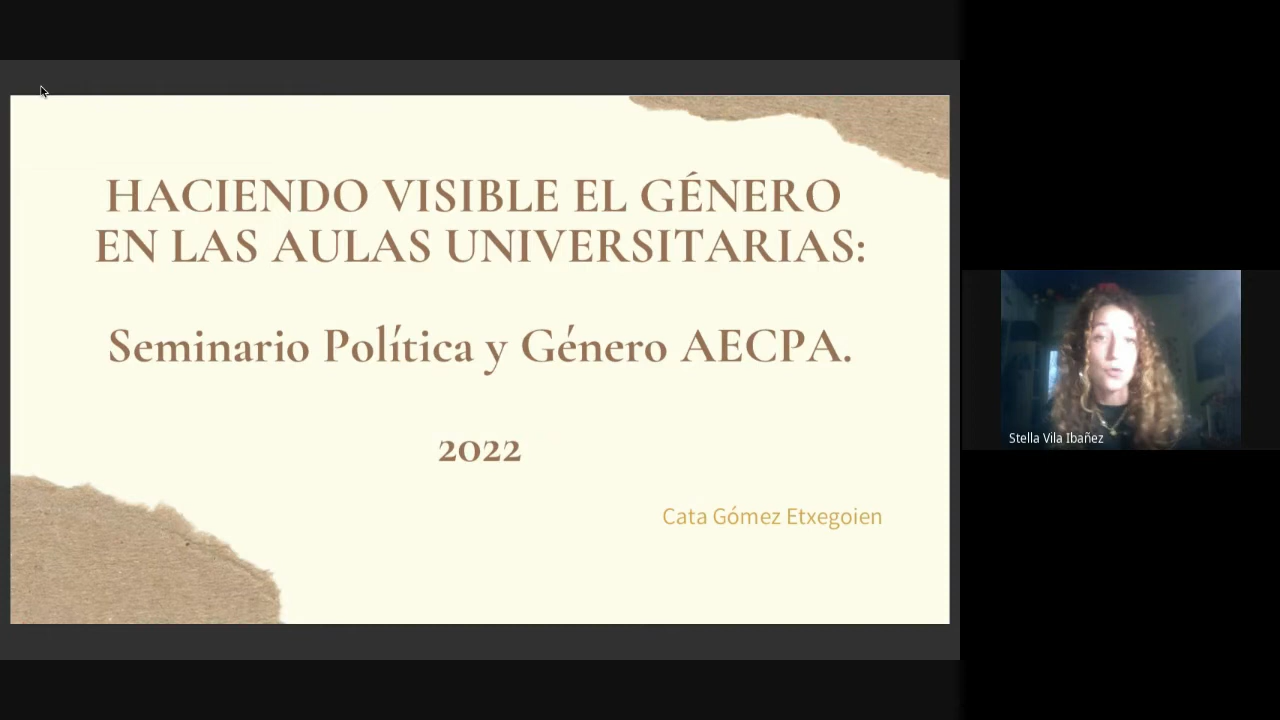 HACIENDO VISIBLE EL GÉNERO
EN LAS AULAS UNIVERSITARIAS:
Seminario Política y Género AECPA.
2022
Cata Gómez Etxegoien
Stella Vila Ibañez